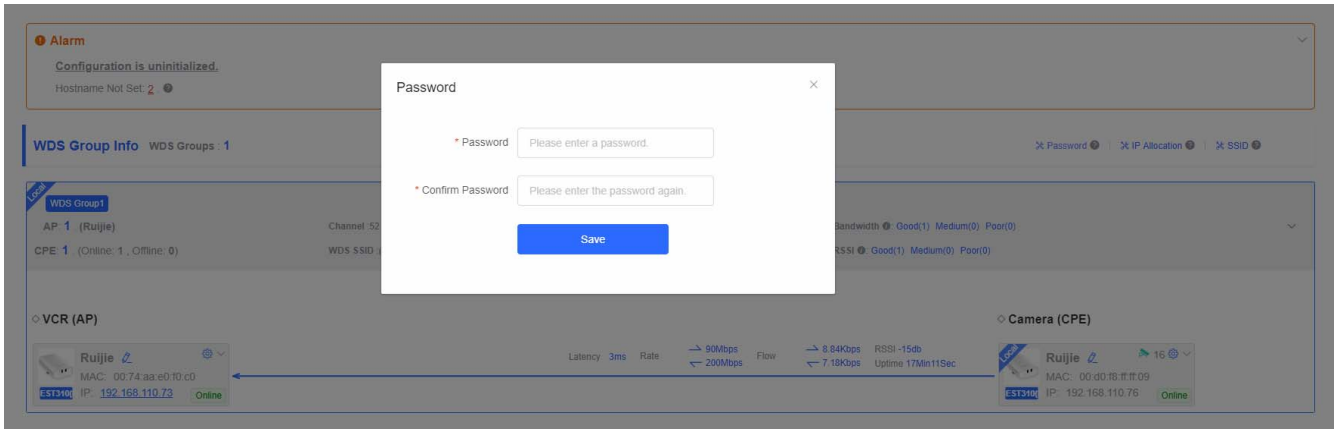 Alarm
Configuration is uninitialized.
Hostname Not Set: 2
Password
* Password Please enter a password.
* Confirm Password Please enter the password again.
Save
WDS Group Info WDS Groups : 1
Password IP Allocation SSID
Local
WDS Group1
AP: 1 (Ruijie) Channel :52 Bandwidth : Good(1) Medium(0) Poor(0)
CPE: 1 (Online: 1 , Offline: 0) WDS SSID : RSSI : Good(1) Medium(0) Poor(0)
VCR (AP) Camera (CPE)
Ruijie
MAC: 00:74:aa:e0:f0:c0
EST310
IP: 192.168.110.73 Online
Latency 3ms Rate 90Mbps 200Mbps Flow 8.84Kbps 7.18Kbps RSSI -15db
Uptime 17Min11Sec
Local
Ruijie 16
MAC: 00:d0:f8:ff:ff:09
EST310
IP: 192.168.110.76 Online